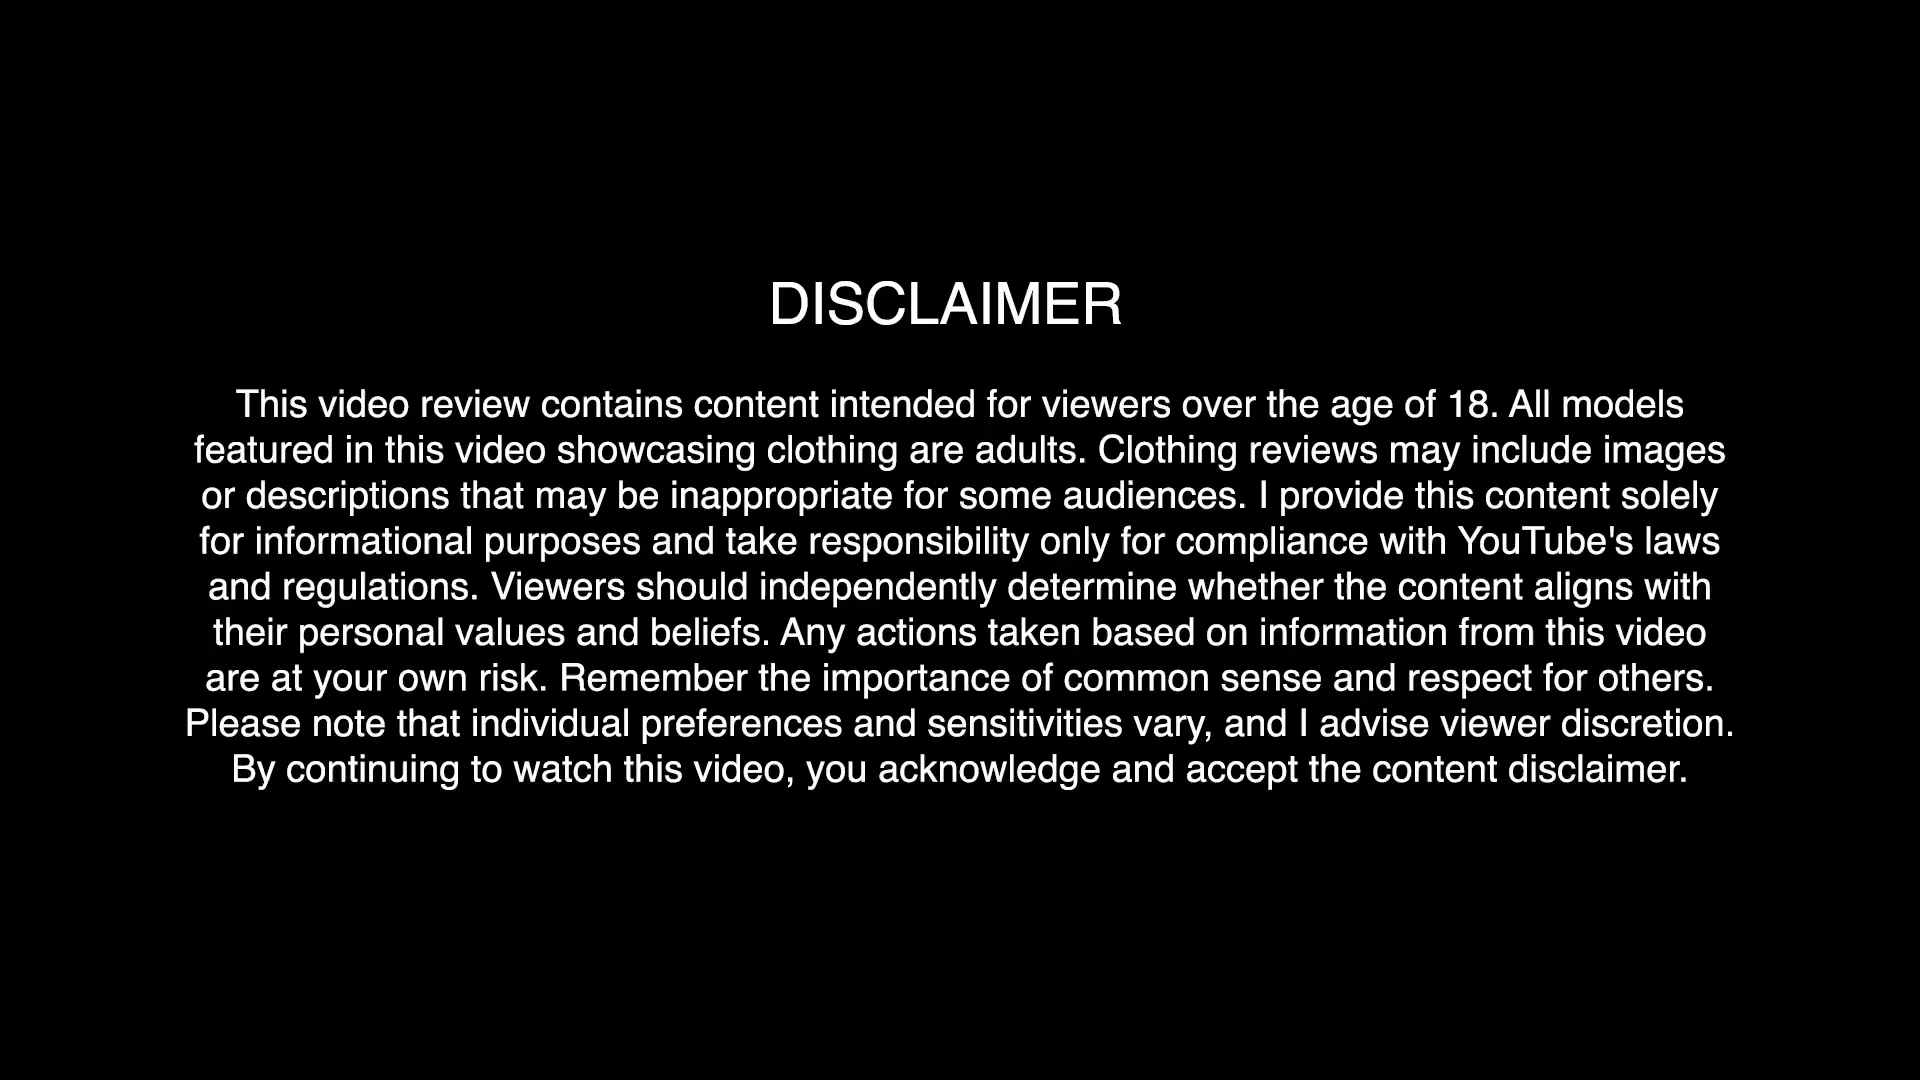 DISCLAIMER
This video review contains content intended for viewers over the age of 18. All models
featured in this video showcasing clothing are adults. Clothing reviews may include images
or descriptions that may be inappropriate for some audiences. I provide this content solely
for informational purposes and take responsibility only for compliance with YouTube's laws
and regulations. Viewers should independently determine whether the content aligns with
their personal values and beliefs. Any actions taken based on information from this video
are at your own risk. Remember the importance of common sense and respect for others.
Please note that individual preferences and sensitivities vary, and I advise viewer discretion.
By continuing to watch this video, you acknowledge and accept the content disclaimer.